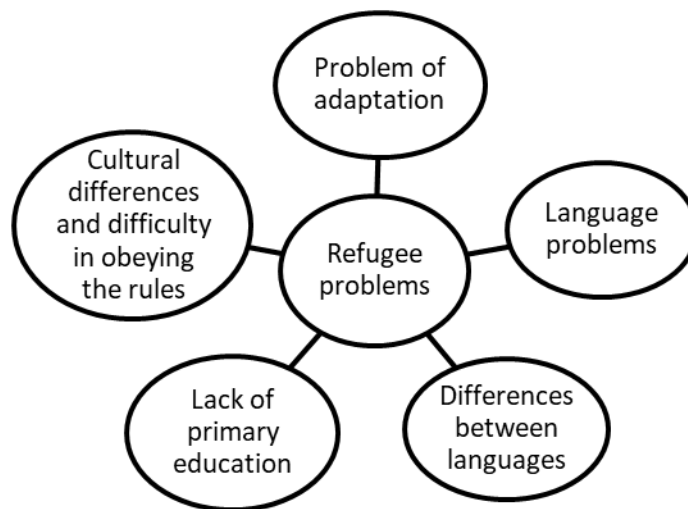 Problem of
adaptation
Cultural
differences
and difficulty
in obeying
the rules
Language
problems
Refugee
problems
Lack of
primary
education
Differences
between
languages